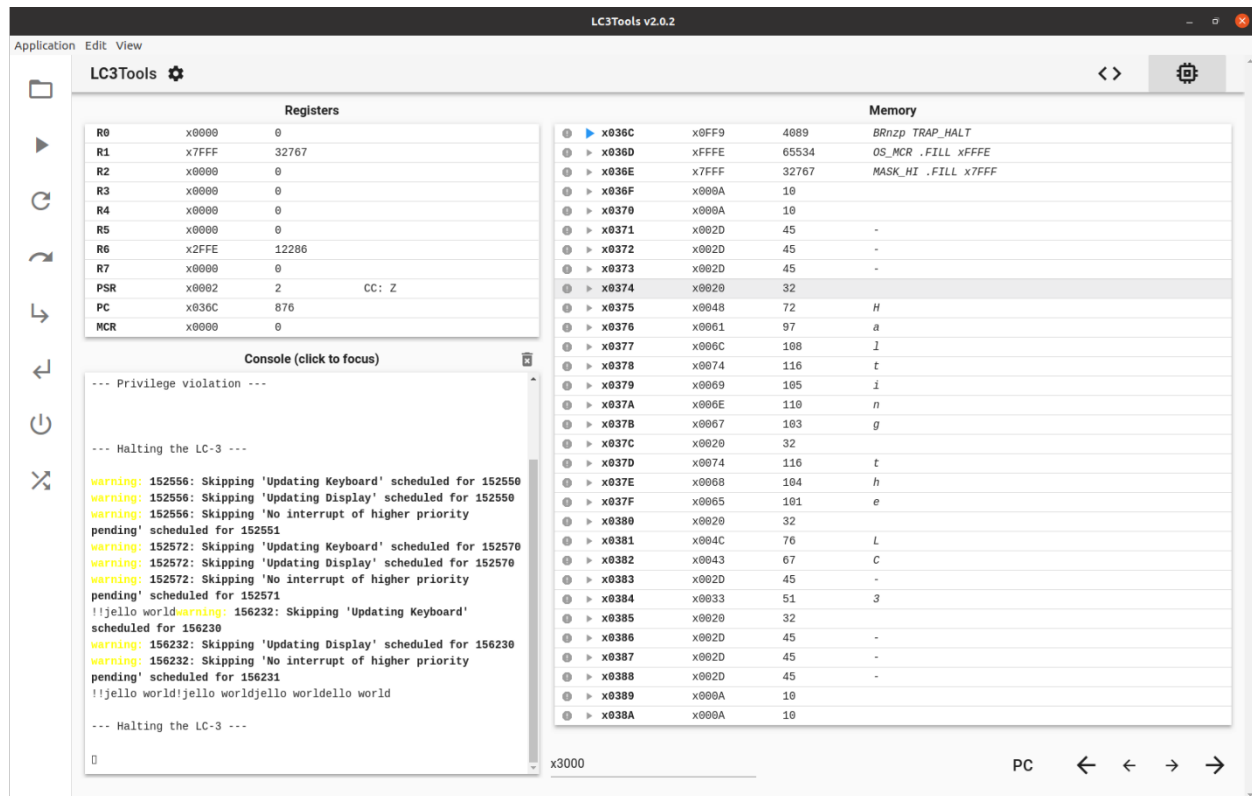 LC3Tools v2.0.2
Application Edit View
LC3Tools
Registers
R0 x0000 0
R1 x7FFF 32767
R2 x0000 0
R3 x0000 0
R4 x0000 0
R5 x0000 0
R6 x2FFE 12286
R7 x0000 0
PSR x0002 2 CC: Z
PC x036C 876
MCR x0000 0
Console (click to focus)
--- Privilege violation ---
--- Halting the LC-3 ---
warning: 152556: Skipping 'Updating Keyboard' scheduled for 152550
warning: 152556: Skipping 'Updating Display' scheduled for 152550
warning: 152556: Skipping 'No interrupt of higher priority
pending' scheduled for 152551
warning: 152572: Skipping 'Updating Keyboard' scheduled for 152570
warning: 152572: Skipping 'Updating Display' scheduled for 152570
warning: 152572: Skipping 'No interrupt of higher priority
pending' scheduled for 152571
!!jello worldwarning: 156232: Skipping 'Updating Keyboard'
scheduled for 156230
warning: 156232: Skipping 'Updating Display' scheduled for 156230
warning: 156232: Skipping 'No interrupt of higher priority
pending' scheduled for 156231
!!jello world!jello worldjello worldello world
--- Halting the LC-3 ---
Memory
x036C x0FF9 4089 BRnzp TRAP_HALT
x036D xFFFE 65534 OS_MCR .FILL xFFFE
x036E x7FFF 32767 MASK_HI .FILL x7FFF
x036F x000A 10
x0370 x000A 10
x0371 x002D 45 -
x0372 x002D 45 -
x0373 x002D 45 -
x0374 x0020 32
x0375 x0048 72 H
x0376 x0061 97 a
x0377 x006C 108 l
x0378 x0074 116 t
x0379 x0069 105 i
x037A x006E 110 n
x037B x0067 103 g
x037C x0020 32
x037D x0074 116 t
x037E x0068 104 h
x037F x0065 101 e
x0380 x0020 32
x0381 x004C 76 L
x0382 x0043 67 C
x0383 x002D 45 -
x0384 x0033 51 3
x0385 x0020 32
x0386 x002D 45 -
x0387 x002D 45 -
x0388 x002D 45 -
x0389 x000A 10
x038A x000A 10
x3000
PC